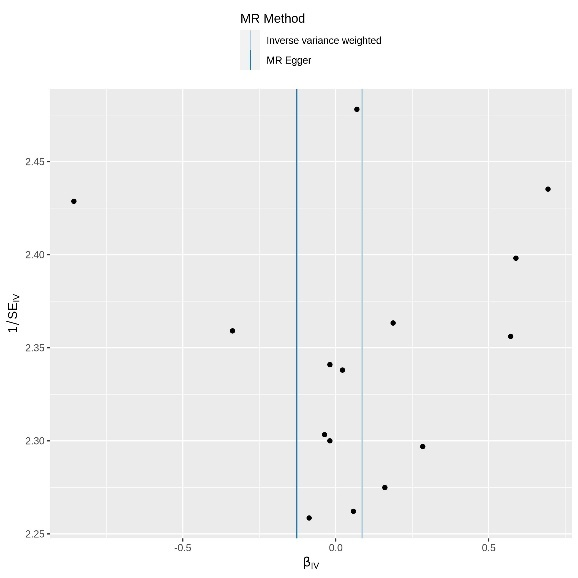 MR Method
Inverse variance weighted
MR Egger
2.45
2.40
2.35
2.30
2.25
1/SE_IV
-0.5
0.0
0.5
β_IV